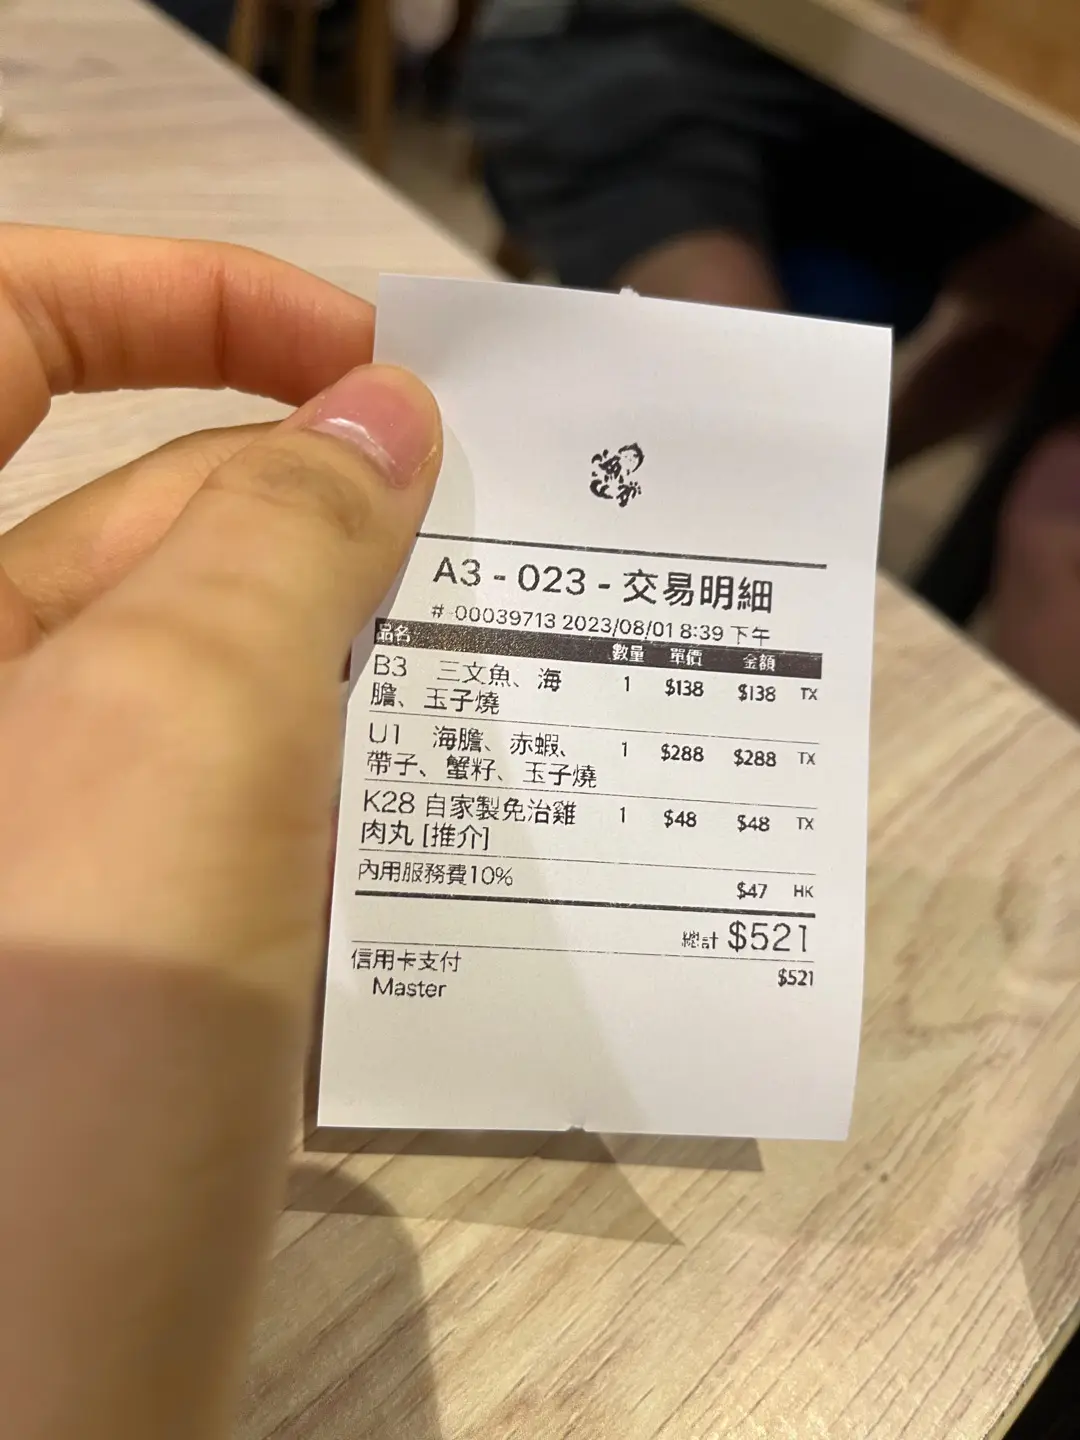 A3 - 023 - 交易明細
# 00039713 2023/08/01 8:39 下午
品名 數量 單價 金額
B3 三文魚、海 1 $138 $138 TX
膽、玉子燒
U1 海膽、赤蝦、 1 $288 $288 TX
帶子、蟹籽、玉子燒
K28 自家製免治雞 1 $48 $48 TX
肉丸 [推介]
內用服務費10% $47 HK
總計 $521
信用卡支付 $521
Master